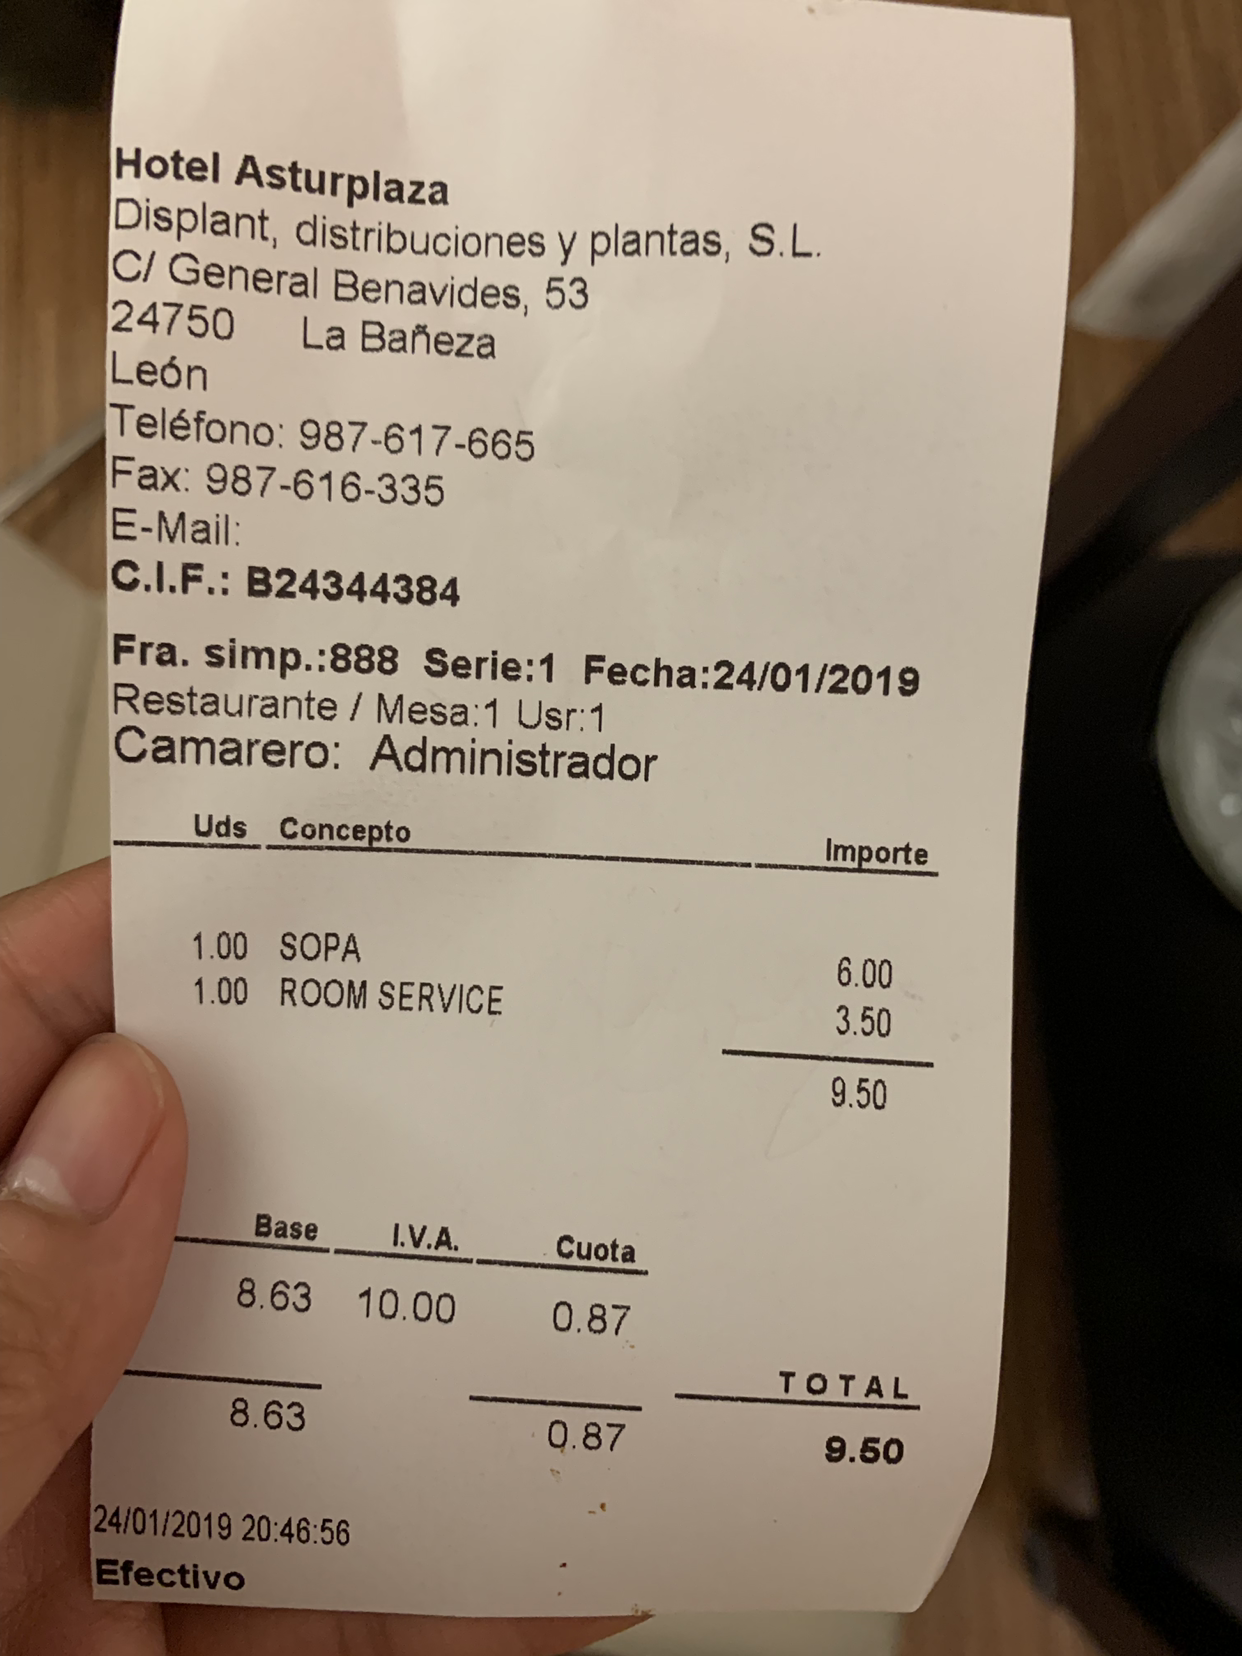 Hotel Asturplaza
Displant, distribuciones y plantas, S.L.
C/ General Benavides, 53
24750 La Bañeza
León
Teléfono: 987-617-665
Fax: 987-616-335
E-Mail:
C.I.F.: B24344384
Fra. simp.:888 Serie:1 Fecha:24/01/2019
Restaurante / Mesa:1 Usr:1
Camarero: Administrador
Uds Concepto Importe
1.00 SOPA 6.00
1.00 ROOM SERVICE 3.50
9.50
Base I.V.A. Cuota
8.63 10.00 0.87
TOTAL
8.63 0.87 9.50
24/01/2019 20:46:56
Efectivo